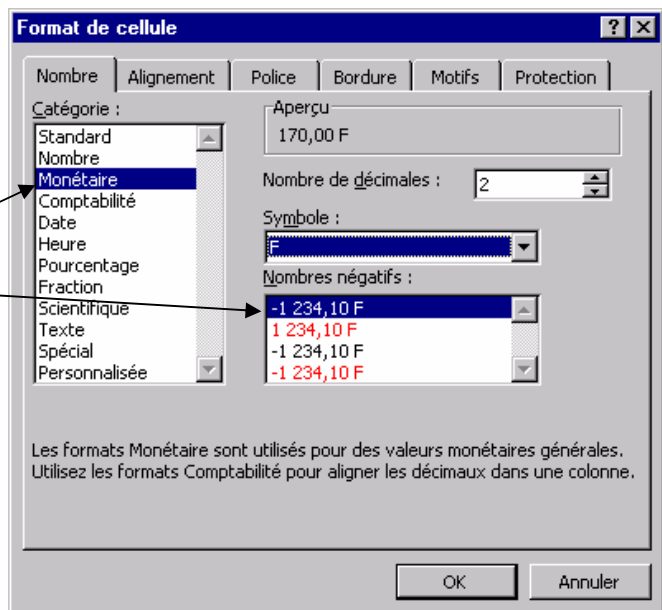 Format de cellule
Nombre Alignement Police Bordure Motifs Protection
Catégorie :
Standard
Nombre
Monétaire
Comptabilité
Date
Heure
Pourcentage
Fraction
Scientifique
Texte
Spécial
Personnalisée
Aperçu
170,00 F
Nombre de décimales : 2
Symbole :
F
Nombres négatifs :
-1 234,10 F
1 234,10 F
-1 234,10 F
-1 234,10 F
Les formats Monétaire sont utilisés pour des valeurs monétaires générales.
Utilisez les formats Comptabilité pour aligner les décimaux dans une colonne.
OK Annuler